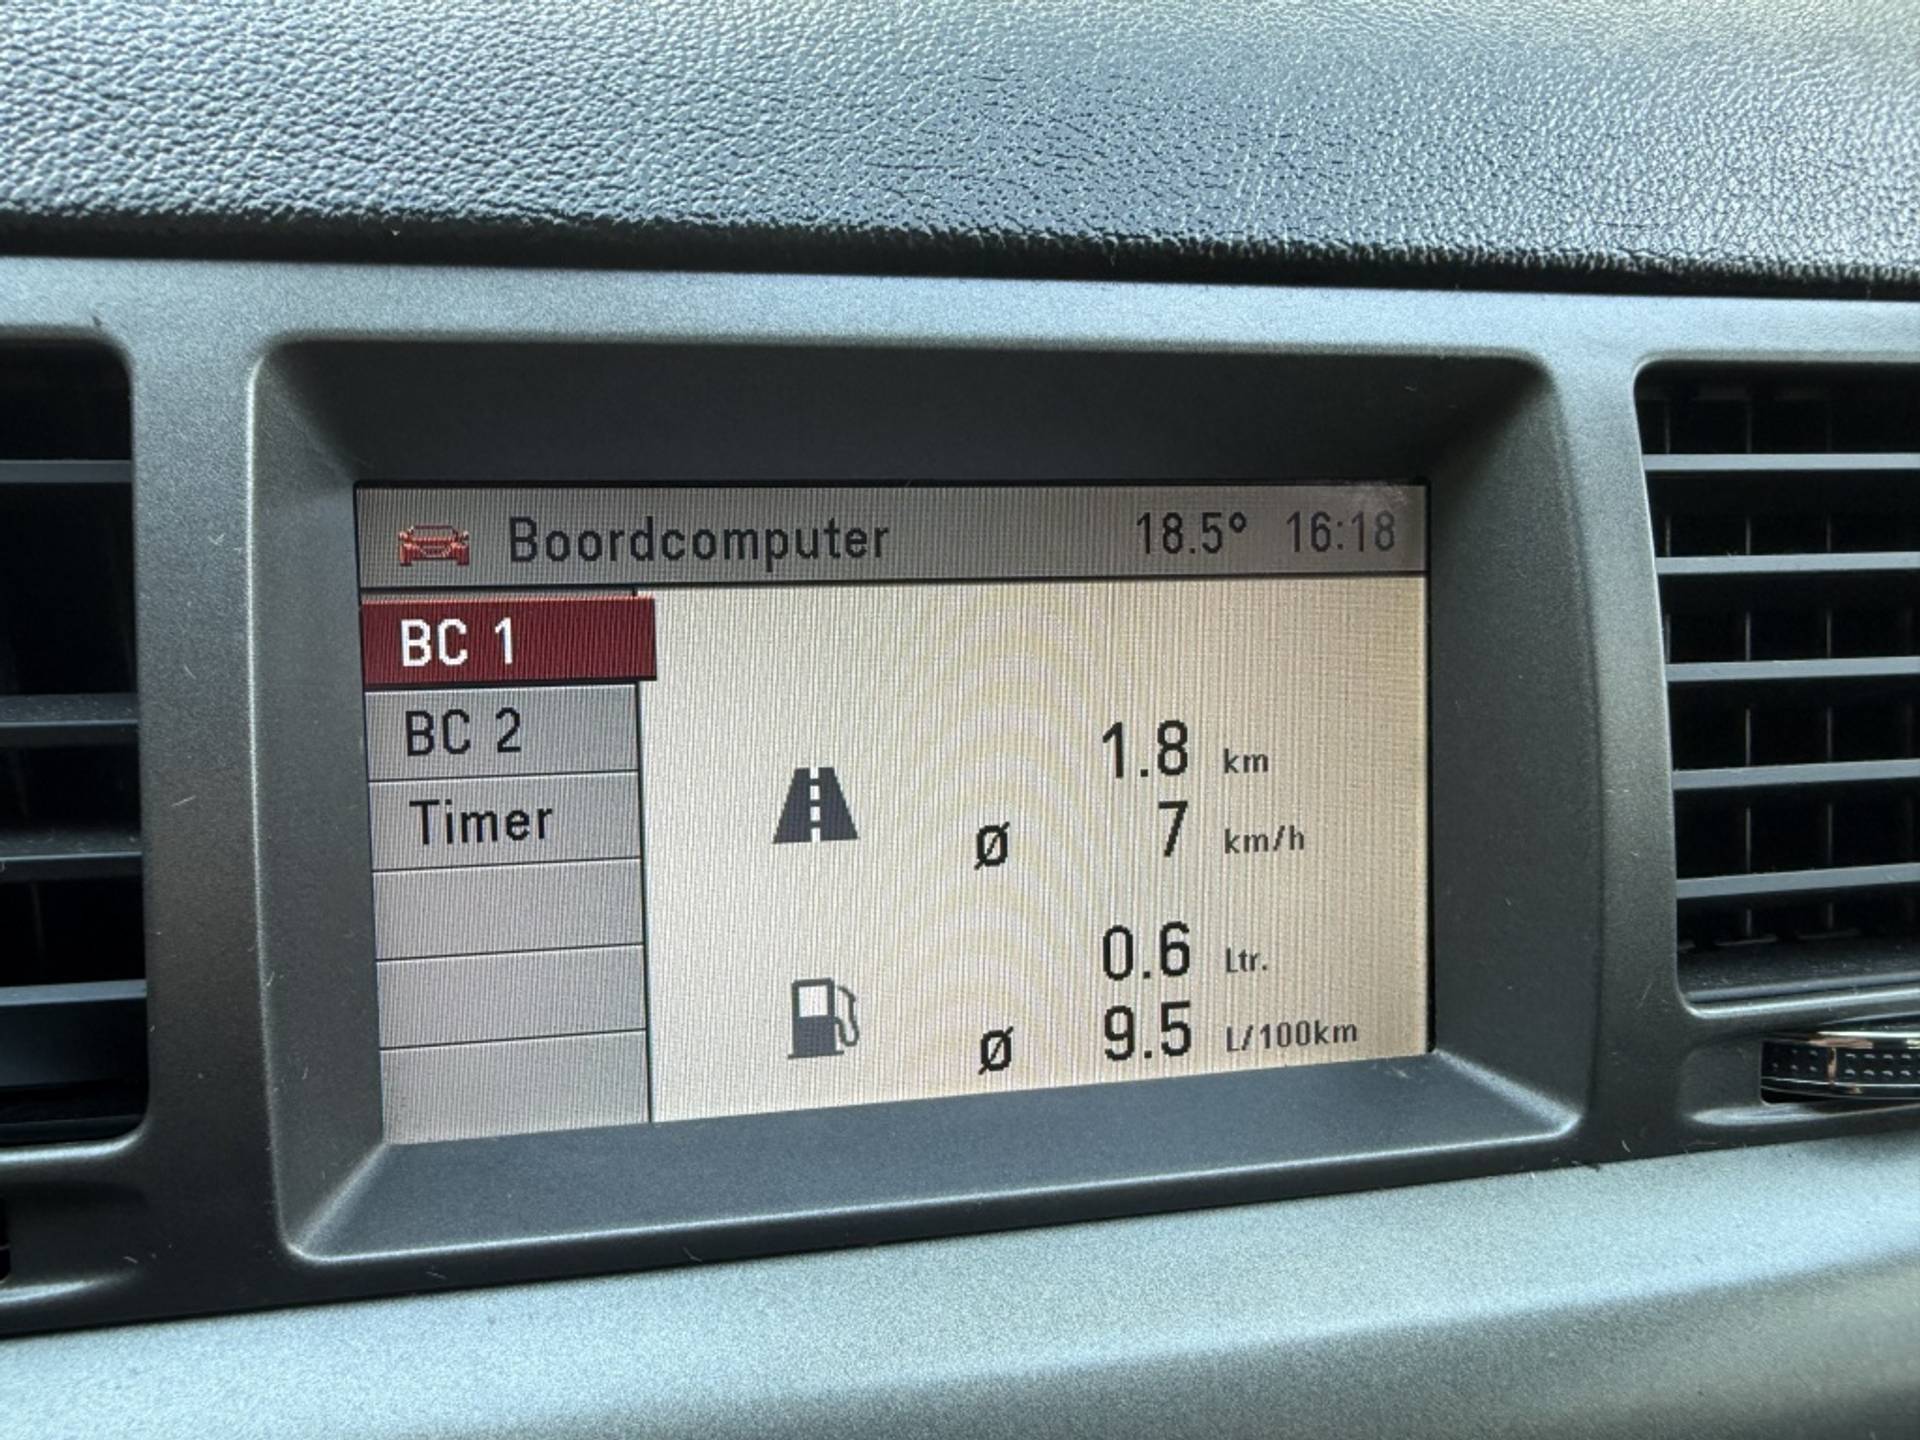 Boordcomputer 18.5° 16:18
BC 1
BC 2
Timer
1.8 km
Ø 7 km/h
0.6 Ltr.
Ø 9.5 L/100km